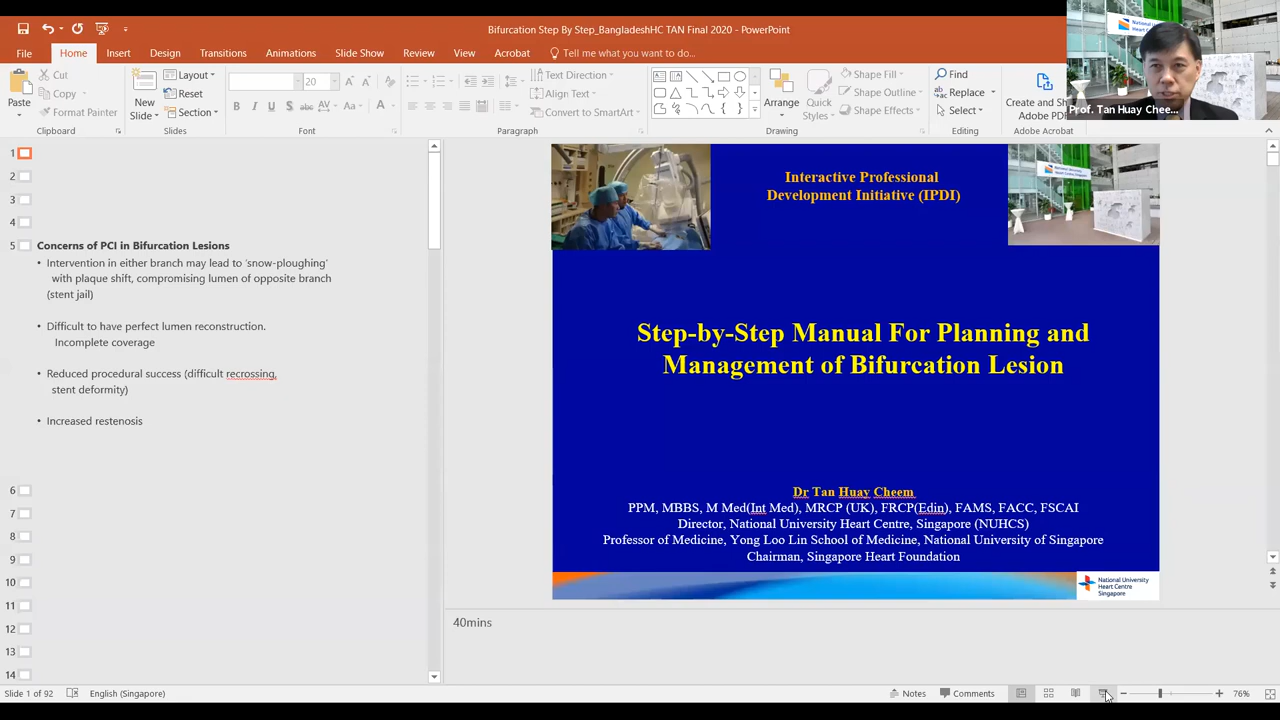 Bifurcation Step By Step_BangladeshHC TAN Final 2020 - PowerPoint
File Home Insert Design Transitions Animations Slide Show Review View Acrobat Tell me what you want to do...
Paste
Cut
Copy
Format Painter
Clipboard
New
Slide
Layout
Reset
Section
Slides
20
B I U S abc AV Aa A
Font
Text Direction
Align Text
Convert to SmartArt
Paragraph
Arrange
Quick
Styles
Shape Fill
Shape Outline
Shape Effects
Drawing
Find
Replace
Select
Editing
Create and Sh
Adobe PDF
Adobe Acrobat
National University
Prof. Tan Huay Chee...
1
2
3
4
5 Concerns of PCI in Bifurcation Lesions
• Intervention in either branch may lead to 'snow-ploughing'
with plaque shift, compromising lumen of opposite branch
(stent jail)
• Difficult to have perfect lumen reconstruction.
Incomplete coverage
• Reduced procedural success (difficult recrossing,
stent deformity)
• Increased restenosis
6
7
8
9
10
11
12
13
14
Interactive Professional
Development Initiative (IPDI)
Step-by-Step Manual For Planning and
Management of Bifurcation Lesion
Dr Tan Huay Cheem
PPM, MBBS, M Med(Int Med), MRCP (UK), FRCP(Edin), FAMS, FACC, FSCAI
Director, National University Heart Centre, Singapore (NUHCS)
Professor of Medicine, Yong Loo Lin School of Medicine, National University of Singapore
Chairman, Singapore Heart Foundation
National University
Heart Centre
Singapore
40mins
Slide 1 of 92 English (Singapore) Notes Comments 76%